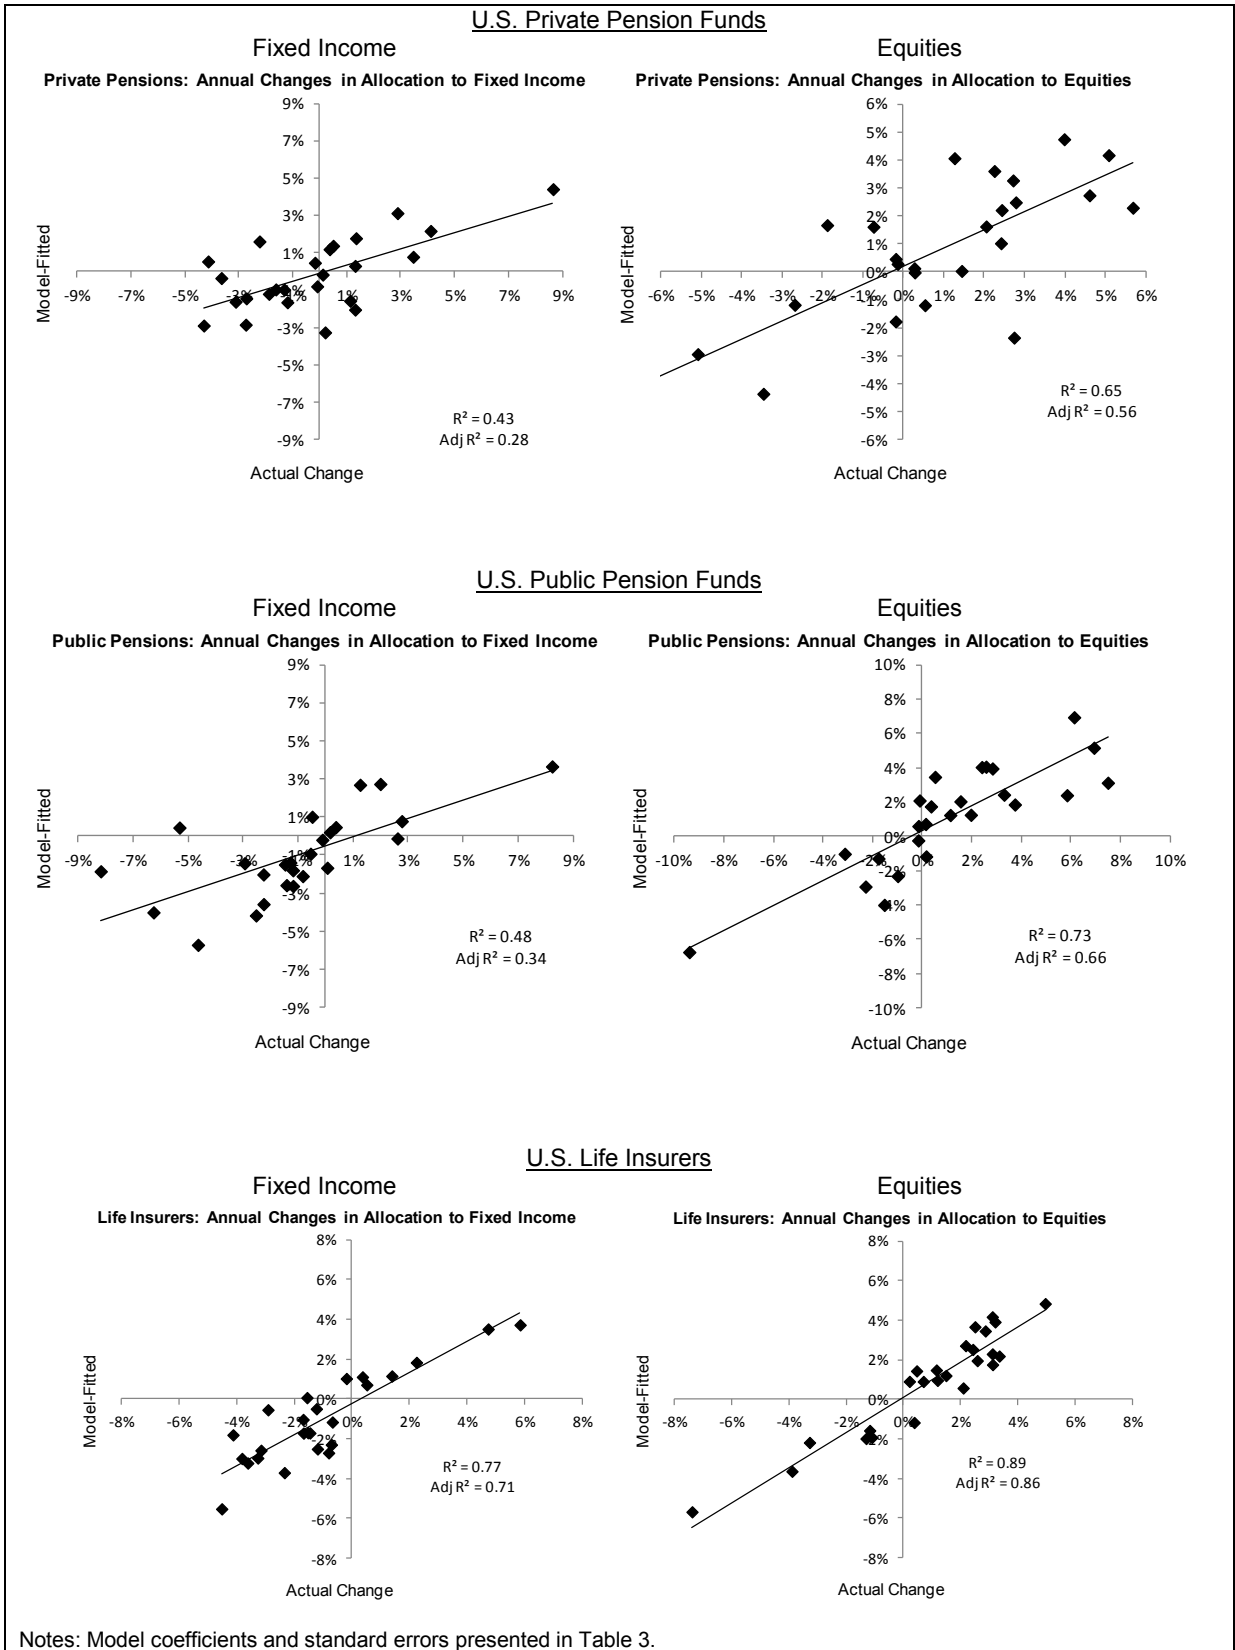 U.S. Private Pension Funds
Fixed Income
Equities
Private Pensions: Annual Changes in Allocation to Fixed Income
9%
7%
5%
3%
1%
-9% -7% -5% -3% -1% 1% 3% 5% 7% 9%
-1%
-3%
-5%
-7%
-9%
Model-Fitted
R² = 0.43
Adj R² = 0.28
Actual Change
Private Pensions: Annual Changes in Allocation to Equities
6%
5%
4%
3%
2%
1%
0%
-6% -5% -4% -3% -2% -1% 0% 1% 2% 3% 4% 5% 6%
-1%
-2%
-3%
-4%
-5%
-6%
Model-Fitted
R² = 0.65
Adj R² = 0.56
Actual Change
U.S. Public Pension Funds
Fixed Income
Equities
Public Pensions: Annual Changes in Allocation to Fixed Income
9%
7%
5%
3%
1%
-9% -7% -5% -3% -1% 1% 3% 5% 7% 9%
-1%
-3%
-5%
-7%
-9%
Model-Fitted
R² = 0.48
Adj R² = 0.34
Actual Change
Public Pensions: Annual Changes in Allocation to Equities
10%
8%
6%
4%
2%
0%
-10% -8% -6% -4% -2% 0% 2% 4% 6% 8% 10%
-2%
-4%
-6%
-8%
-10%
Model-Fitted
R² = 0.73
Adj R² = 0.66
Actual Change
U.S. Life Insurers
Fixed Income
Equities
Life Insurers: Annual Changes in Allocation to Fixed Income
8%
6%
4%
2%
0%
-8% -6% -4% -2% 0% 2% 4% 6% 8%
-2%
-4%
-6%
-8%
Model-Fitted
R² = 0.77
Adj R² = 0.71
Actual Change
Life Insurers: Annual Changes in Allocation to Equities
8%
6%
4%
2%
0%
-8% -6% -4% -2% 0% 2% 4% 6% 8%
-2%
-4%
-6%
-8%
Model-Fitted
R² = 0.89
Adj R² = 0.86
Actual Change
Notes: Model coefficients and standard errors presented in Table 3.